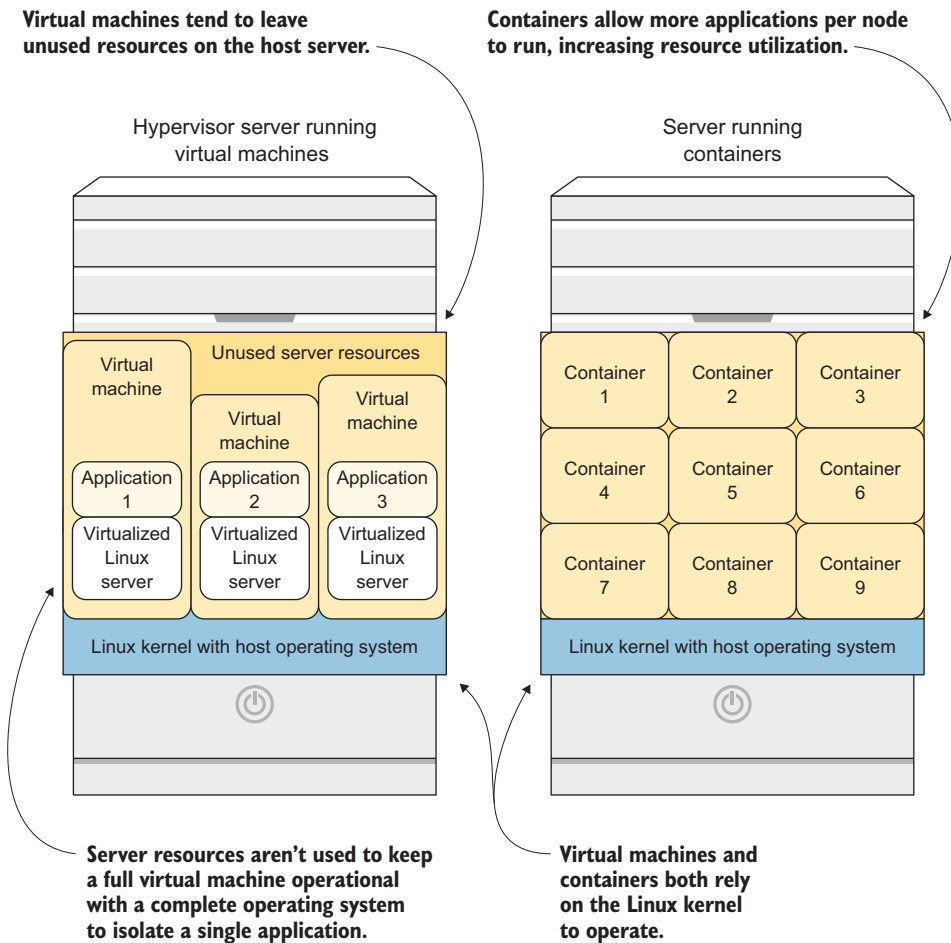 Virtual machines tend to leave
unused resources on the host server.
Containers allow more applications per node
to run, increasing resource utilization.
Hypervisor server running
virtual machines
Server running
containers
Unused server resources
Virtual
machine
Virtual
machine
Virtual
machine
Application
1
Application
2
Application
3
Virtualized
Linux
server
Virtualized
Linux
server
Virtualized
Linux
server
Linux kernel with host operating system
Container
1
Container
2
Container
3
Container
4
Container
5
Container
6
Container
7
Container
8
Container
9
Linux kernel with host operating system
Server resources aren't used to keep
a full virtual machine operational
with a complete operating system
to isolate a single application.
Virtual machines and
containers both rely
on the Linux kernel
to operate.